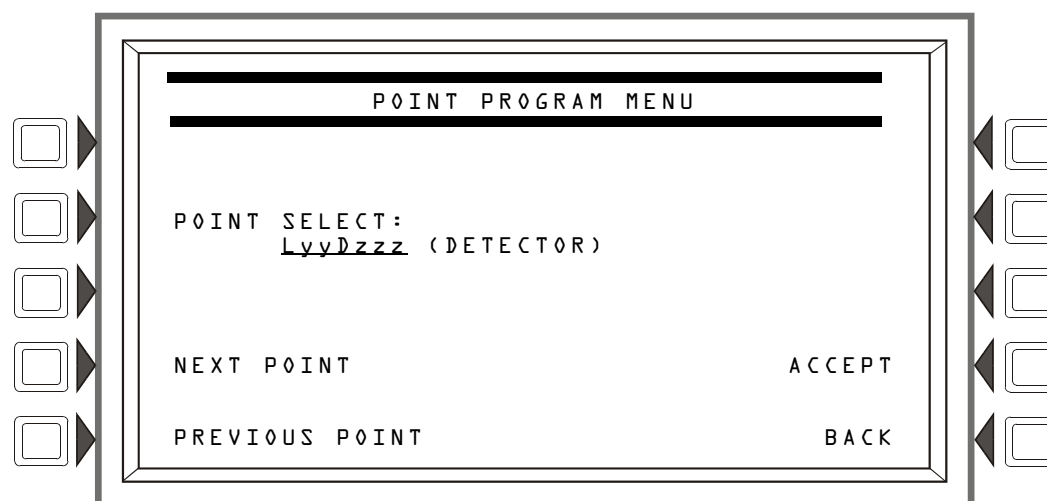 POINT PROGRAM MENU
POINT SELECT:
LyyDzzz (DETECTOR)
NEXT POINT ACCEPT
PREVIOUS POINT BACK